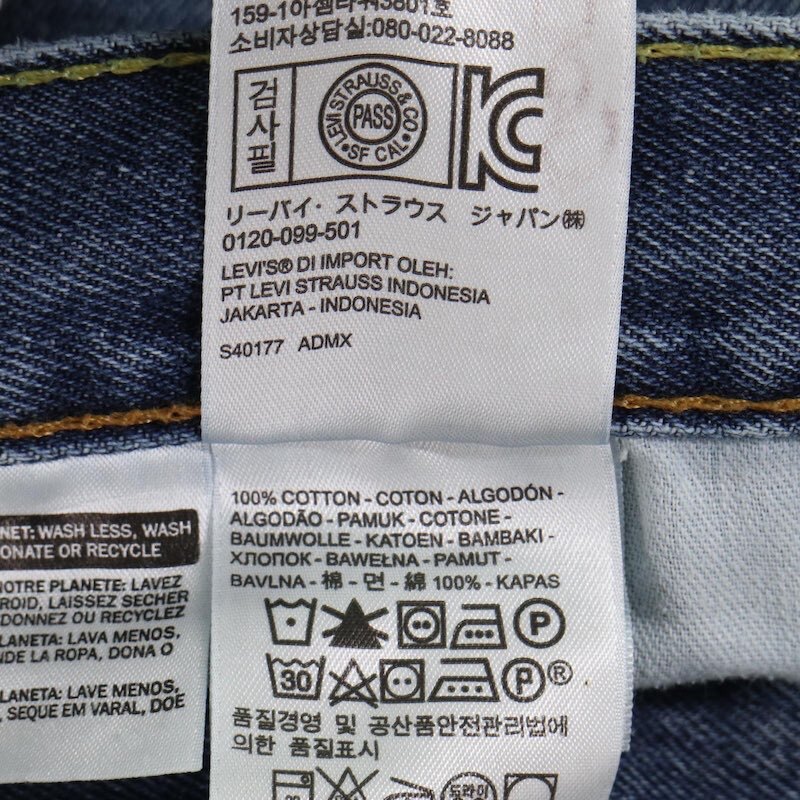 159-1아셈타워3801호
소비자상담실:080-022-8088
검사필
LEVI STRAUSS & CO
PASS
SF CAL
リーバイ・ストラウス ジャパン㈱
0120-099-501
LEVI'S® DI IMPORT OLEH:
PT LEVI STRAUSS INDONESIA
JAKARTA - INDONESIA
S40177 ADMX
100% COTTON - COTON - ALGODÓN -
ALGODÃO - PAMUK - COTONE -
BAUMWOLLE - KATOEN - BAMBAKI -
ХЛОПОК - BAWEŁNA - PAMUT -
BAVLNA - 棉 - 면 - 綿 100% - KAPAS
P
30 P ®
품질경영 및 공산품안전관리법에
의한 품질표시
드라이
NET: WASH LESS, WASH
ONATE OR RECYCLE
NOTRE PLANETE: LAVEZ
ROID, LAISSEZ SECHER
DONNEZ OU RECYCLEZ
LANETA: LAVA MENOS,
DE LA ROPA, DONA O
LANETA: LAVE MENOS,
, SEQUE EM VARAL, DOE